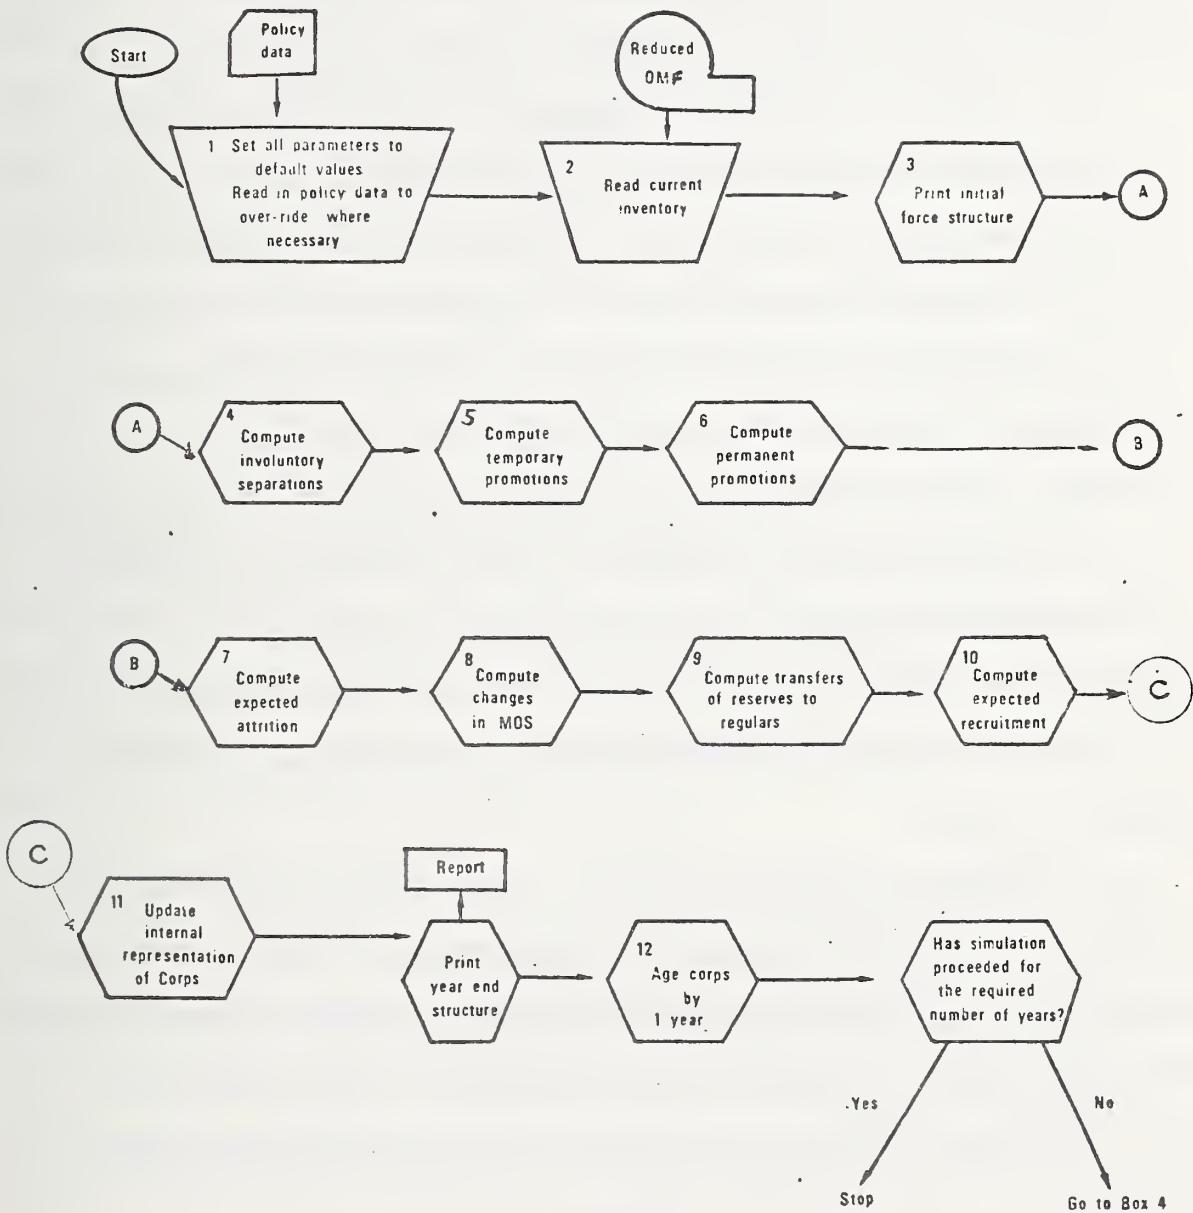 Start
Policy
data
Reduced
OMF
1 Set all parameters to
default values
Read in policy data to
over-ride where
necessary
2
Read current
inventory
3
Print initial
force structure
A
A
4
Compute
involuntory
separations
5
Compute
temporary
promotions
6
Compute
permanent
promotions
B
B
7
Compute
expected
attrition
8
Compute
changes
in MOS
9
Compute transfers
of reserves to
regulars
10
Compute
expected
recruitment
C
C
11
Update
internal
representation
of Corps
Report
Print
year end
structure
12
Age corps
by
1 year
Has simulation
proceeded for
the required
number of years?
Yes
No
Stop
Go to Box 4